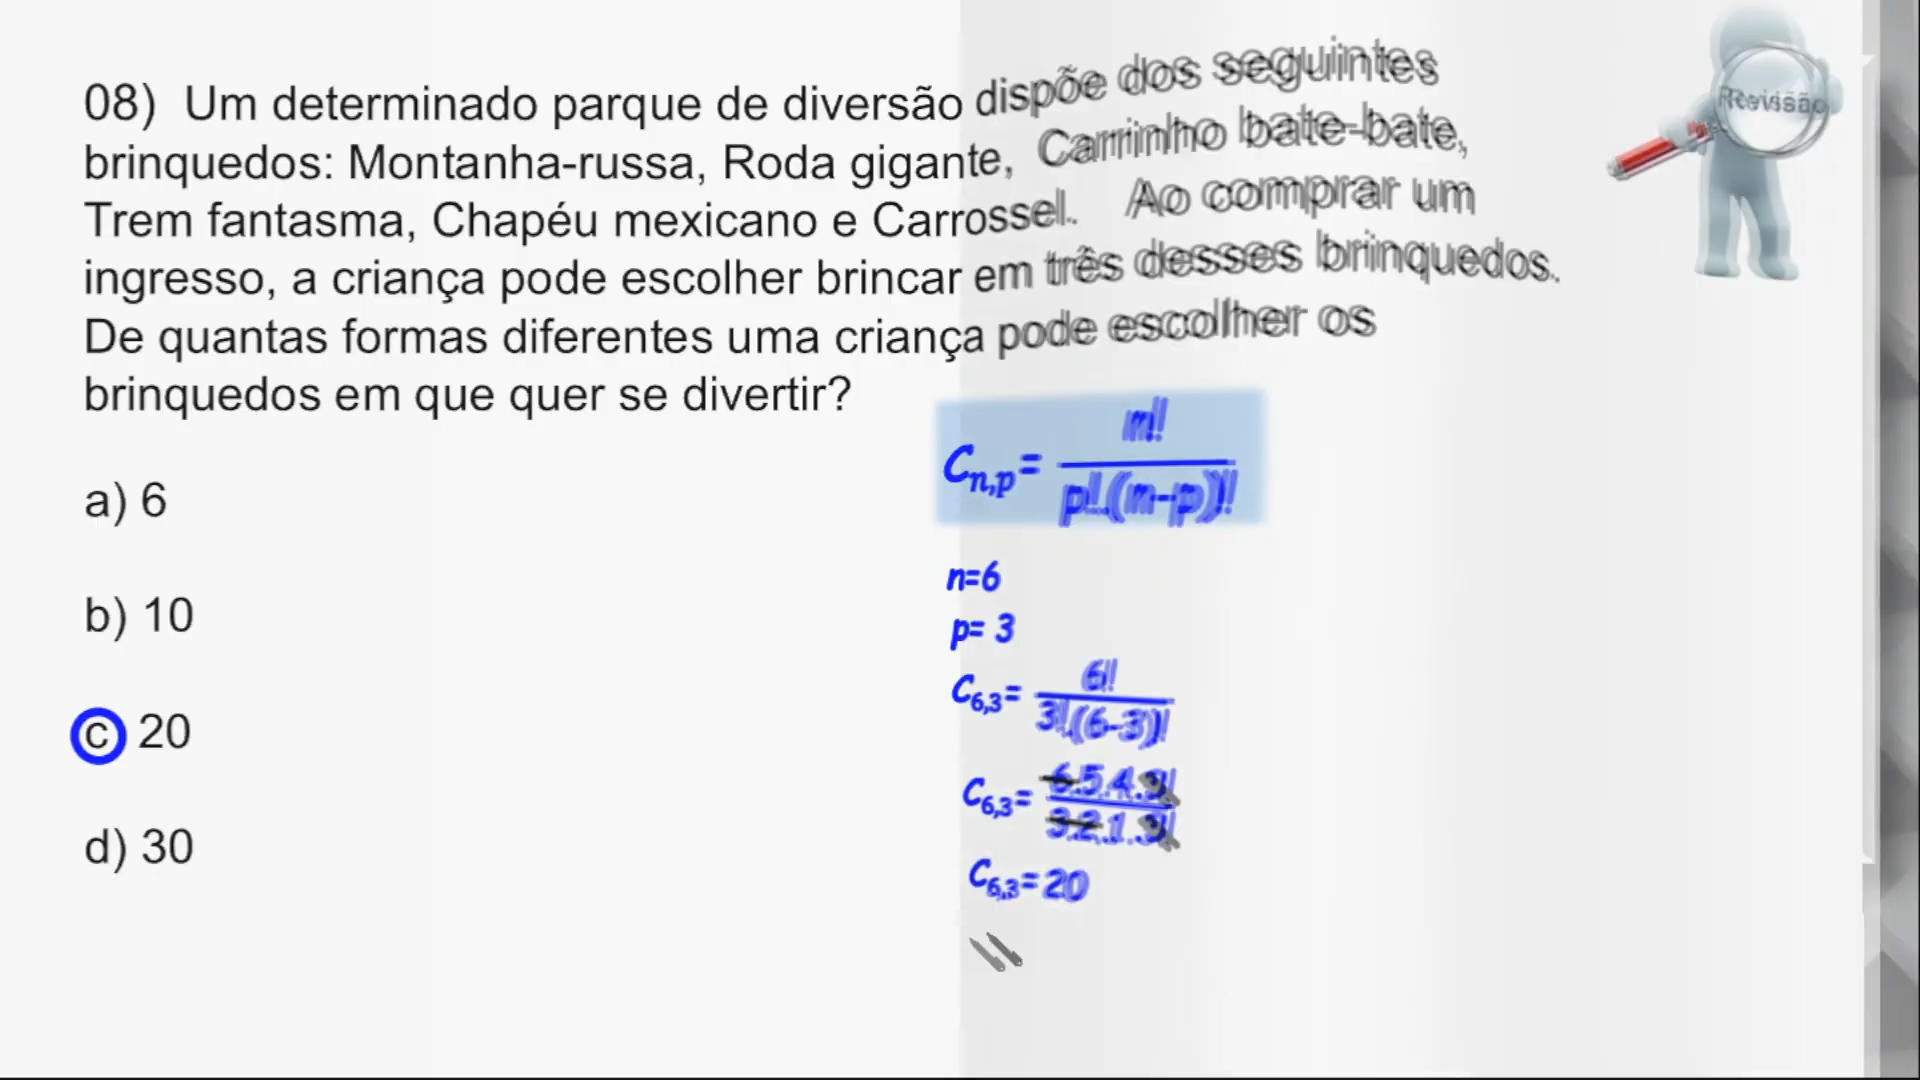 08) Um determinado parque de diversão dispõe dos seguintes
brinquedos: Montanha-russa, Roda gigante, Carrinho bate-bate,
Trem fantasma, Chapéu mexicano e Carrossel. Ao comprar um
ingresso, a criança pode escolher brincar em três desses brinquedos.
De quantas formas diferentes uma criança pode escolher os
brinquedos em que quer se divertir?
a) 6
b) 10
c 20
d) 30
Cn,p= n! / p!.(n-p)!
n=6
p= 3
C6,3= 6! / 3!.(6-3)!
C6,3= 6.5.4.3! / 3.2.1.3!
C6,3=20
Revisão